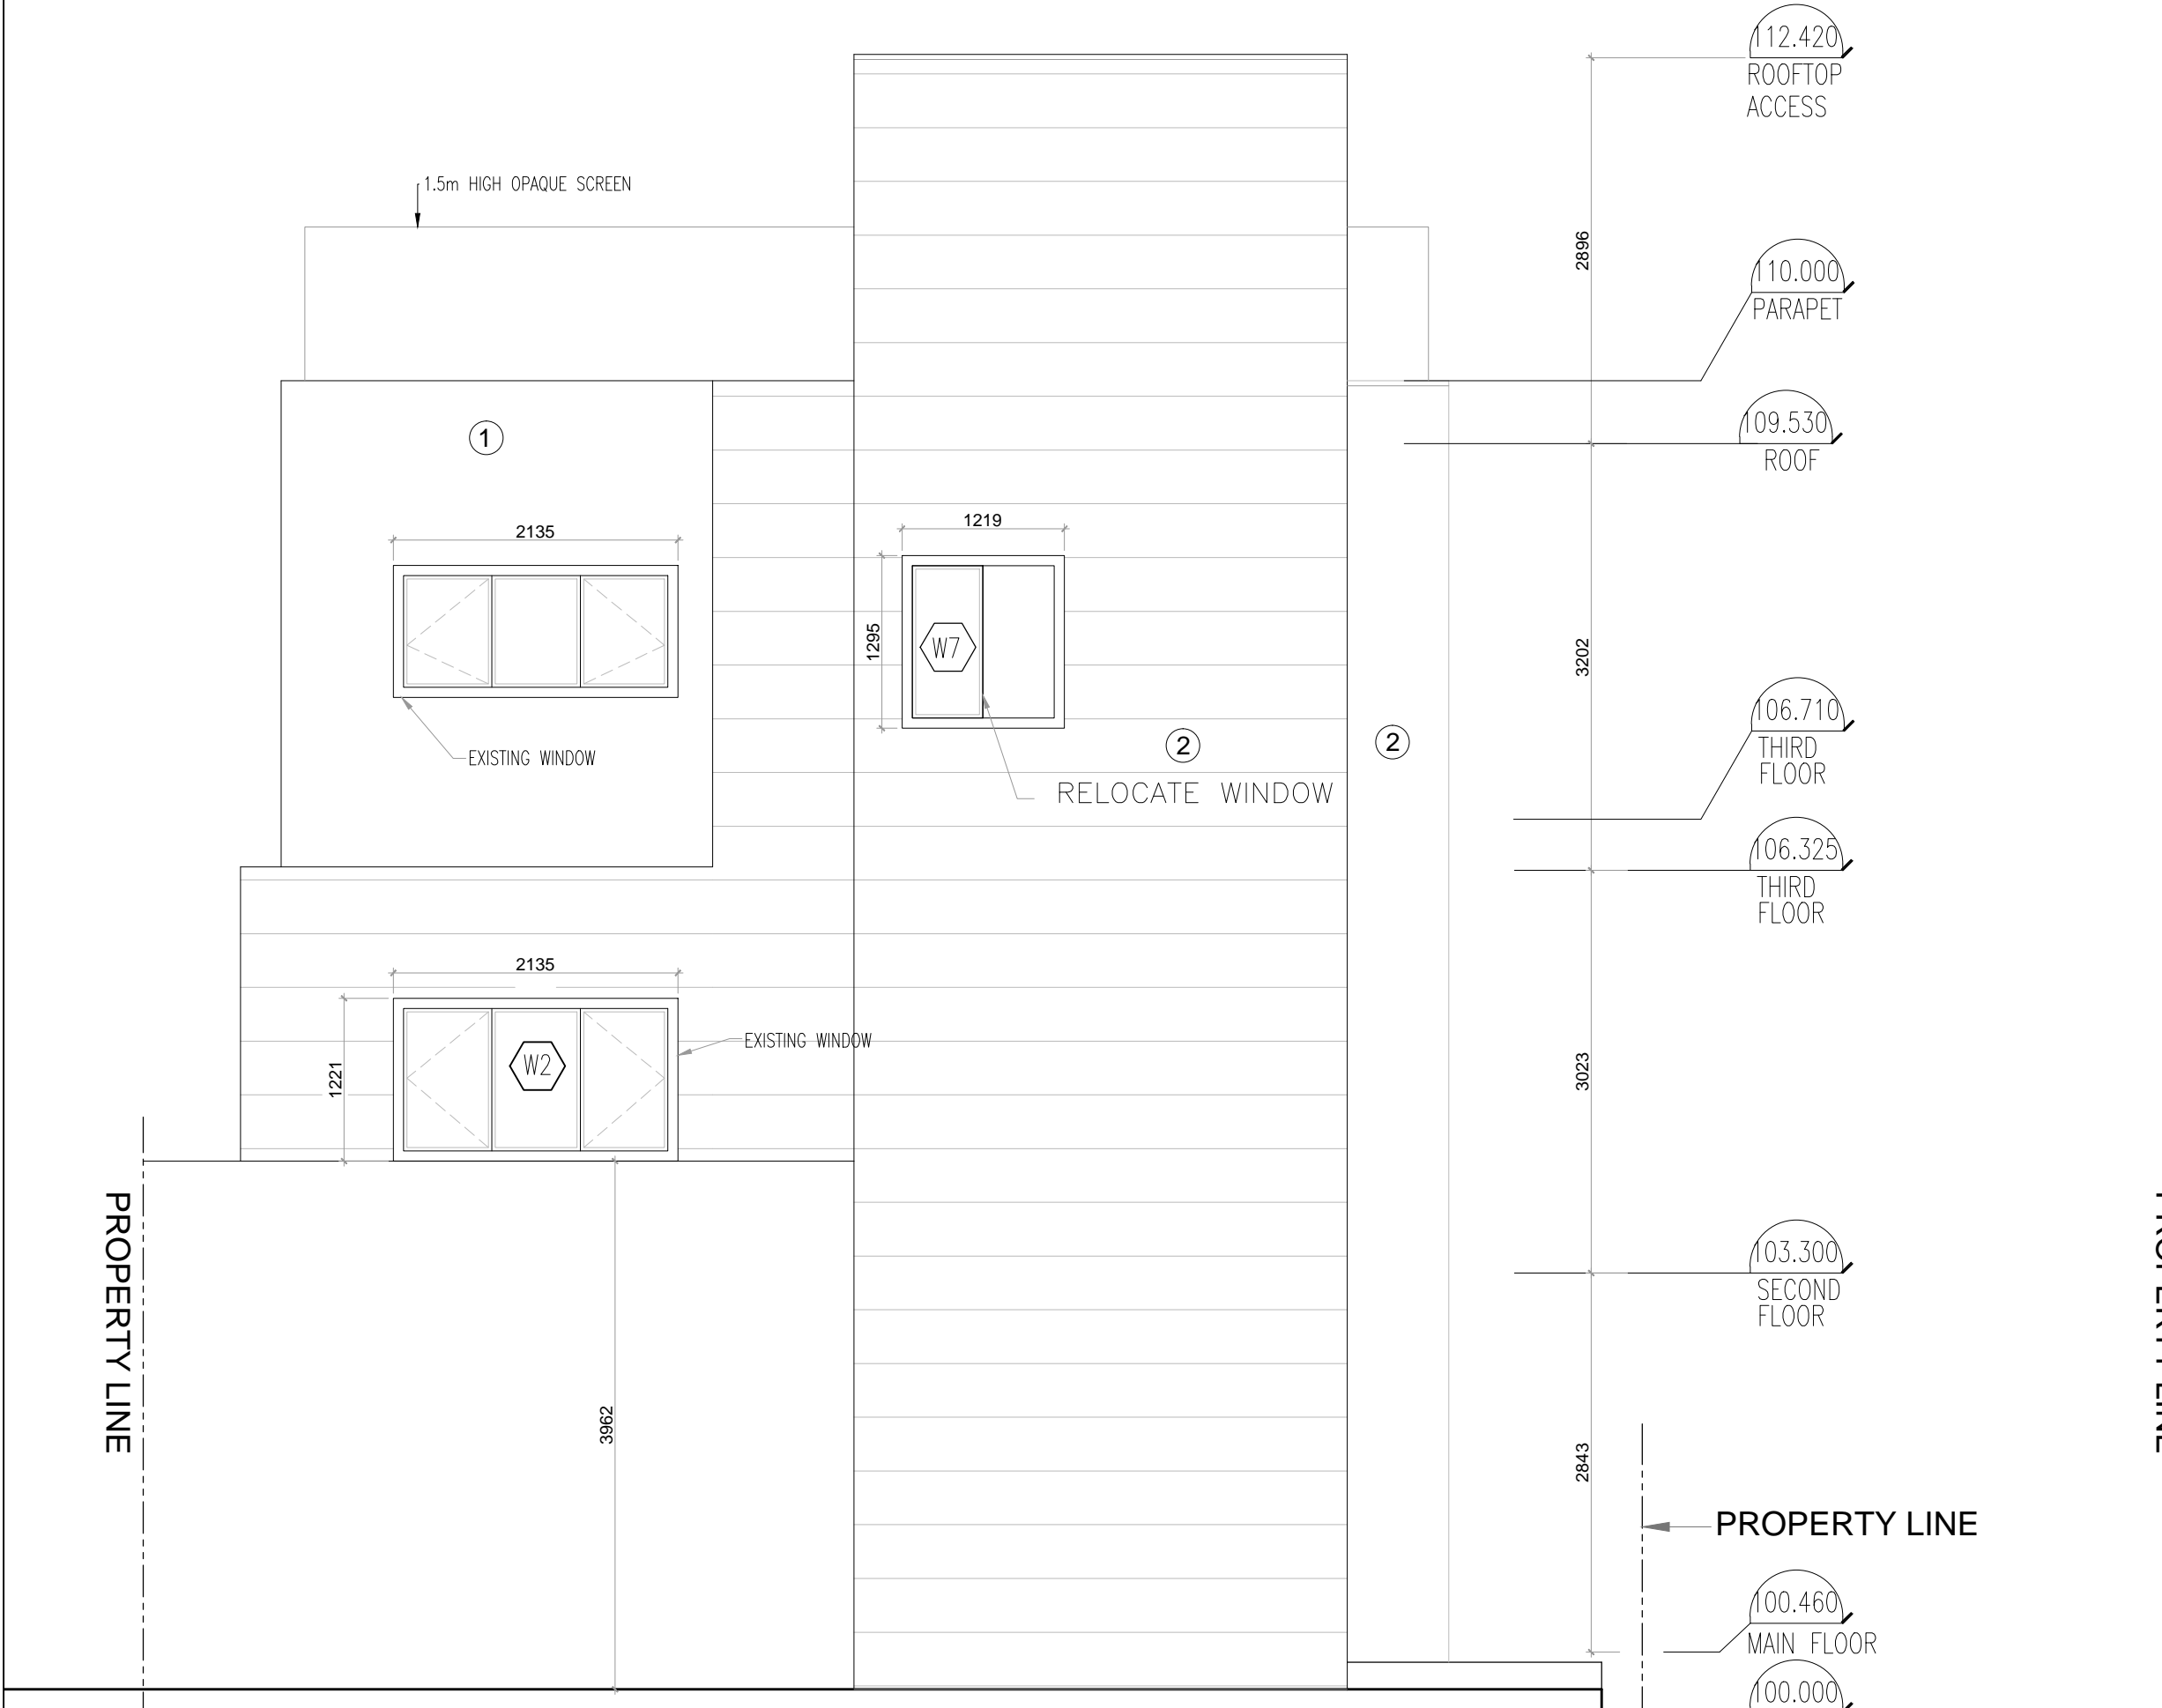 112.420
ROOFTOP
ACCESS
1.5m HIGH OPAQUE SCREEN
2896
110.000
PARAPET
109.530
ROOF
1
2135
1219
1295
W7
3202
EXISTING WINDOW
2
2
RELOCATE WINDOW
106.710
THIRD
FLOOR
106.325
THIRD
FLOOR
2135
1221
W2
EXISTING WINDOW
3023
103.300
SECOND
FLOOR
PROPERTY LINE
3962
2843
PROPERTY LINE
PROPERTY LINE
100.460
MAIN FLOOR
100.000